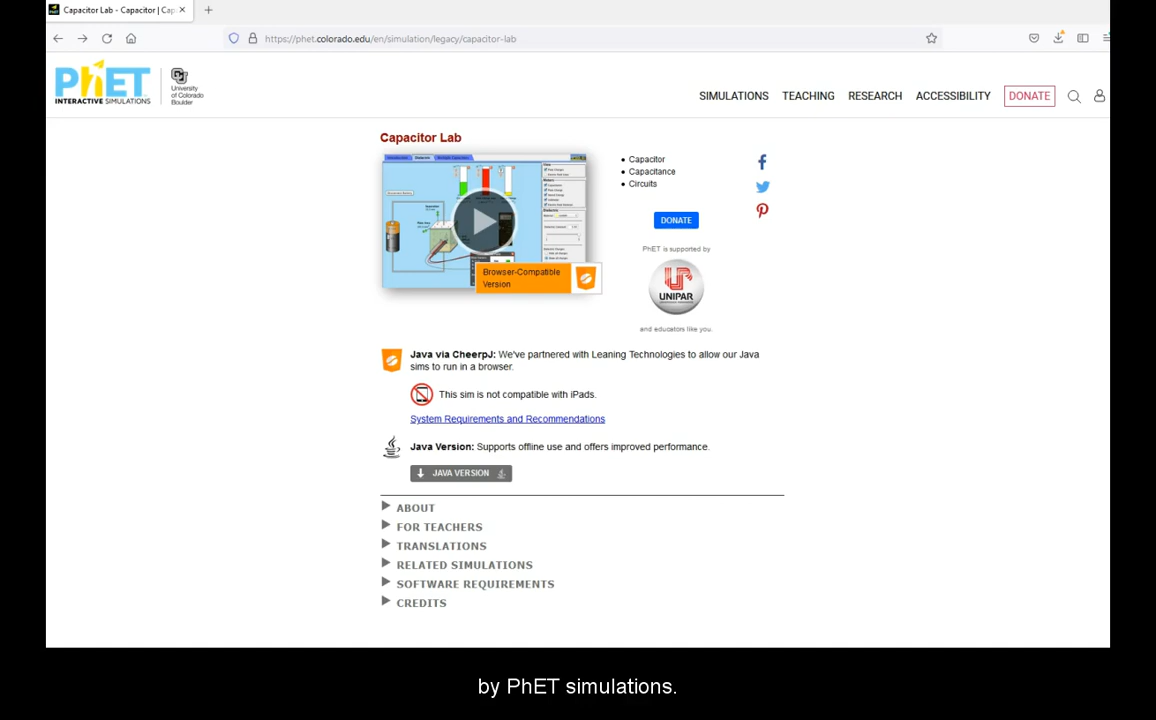 Capacitor Lab - Capacitor | Cap
https://phet.colorado.edu/en/simulation/legacy/capacitor-lab
PhET
INTERACTIVE SIMULATIONS
University
of Colorado
Boulder
SIMULATIONS TEACHING RESEARCH ACCESSIBILITY DONATE
Capacitor Lab
Browser-Compatible
Version
Capacitor
Capacitance
Circuits
DONATE
PhET is supported by
UNIPAR
and educators like you.
Java via CheerpJ: We've partnered with Leaning Technologies to allow our Java
sims to run in a browser.
This sim is not compatible with iPads.
System Requirements and Recommendations
Java Version: Supports offline use and offers improved performance.
JAVA VERSION
ABOUT
FOR TEACHERS
TRANSLATIONS
RELATED SIMULATIONS
SOFTWARE REQUIREMENTS
CREDITS
by PhET simulations.